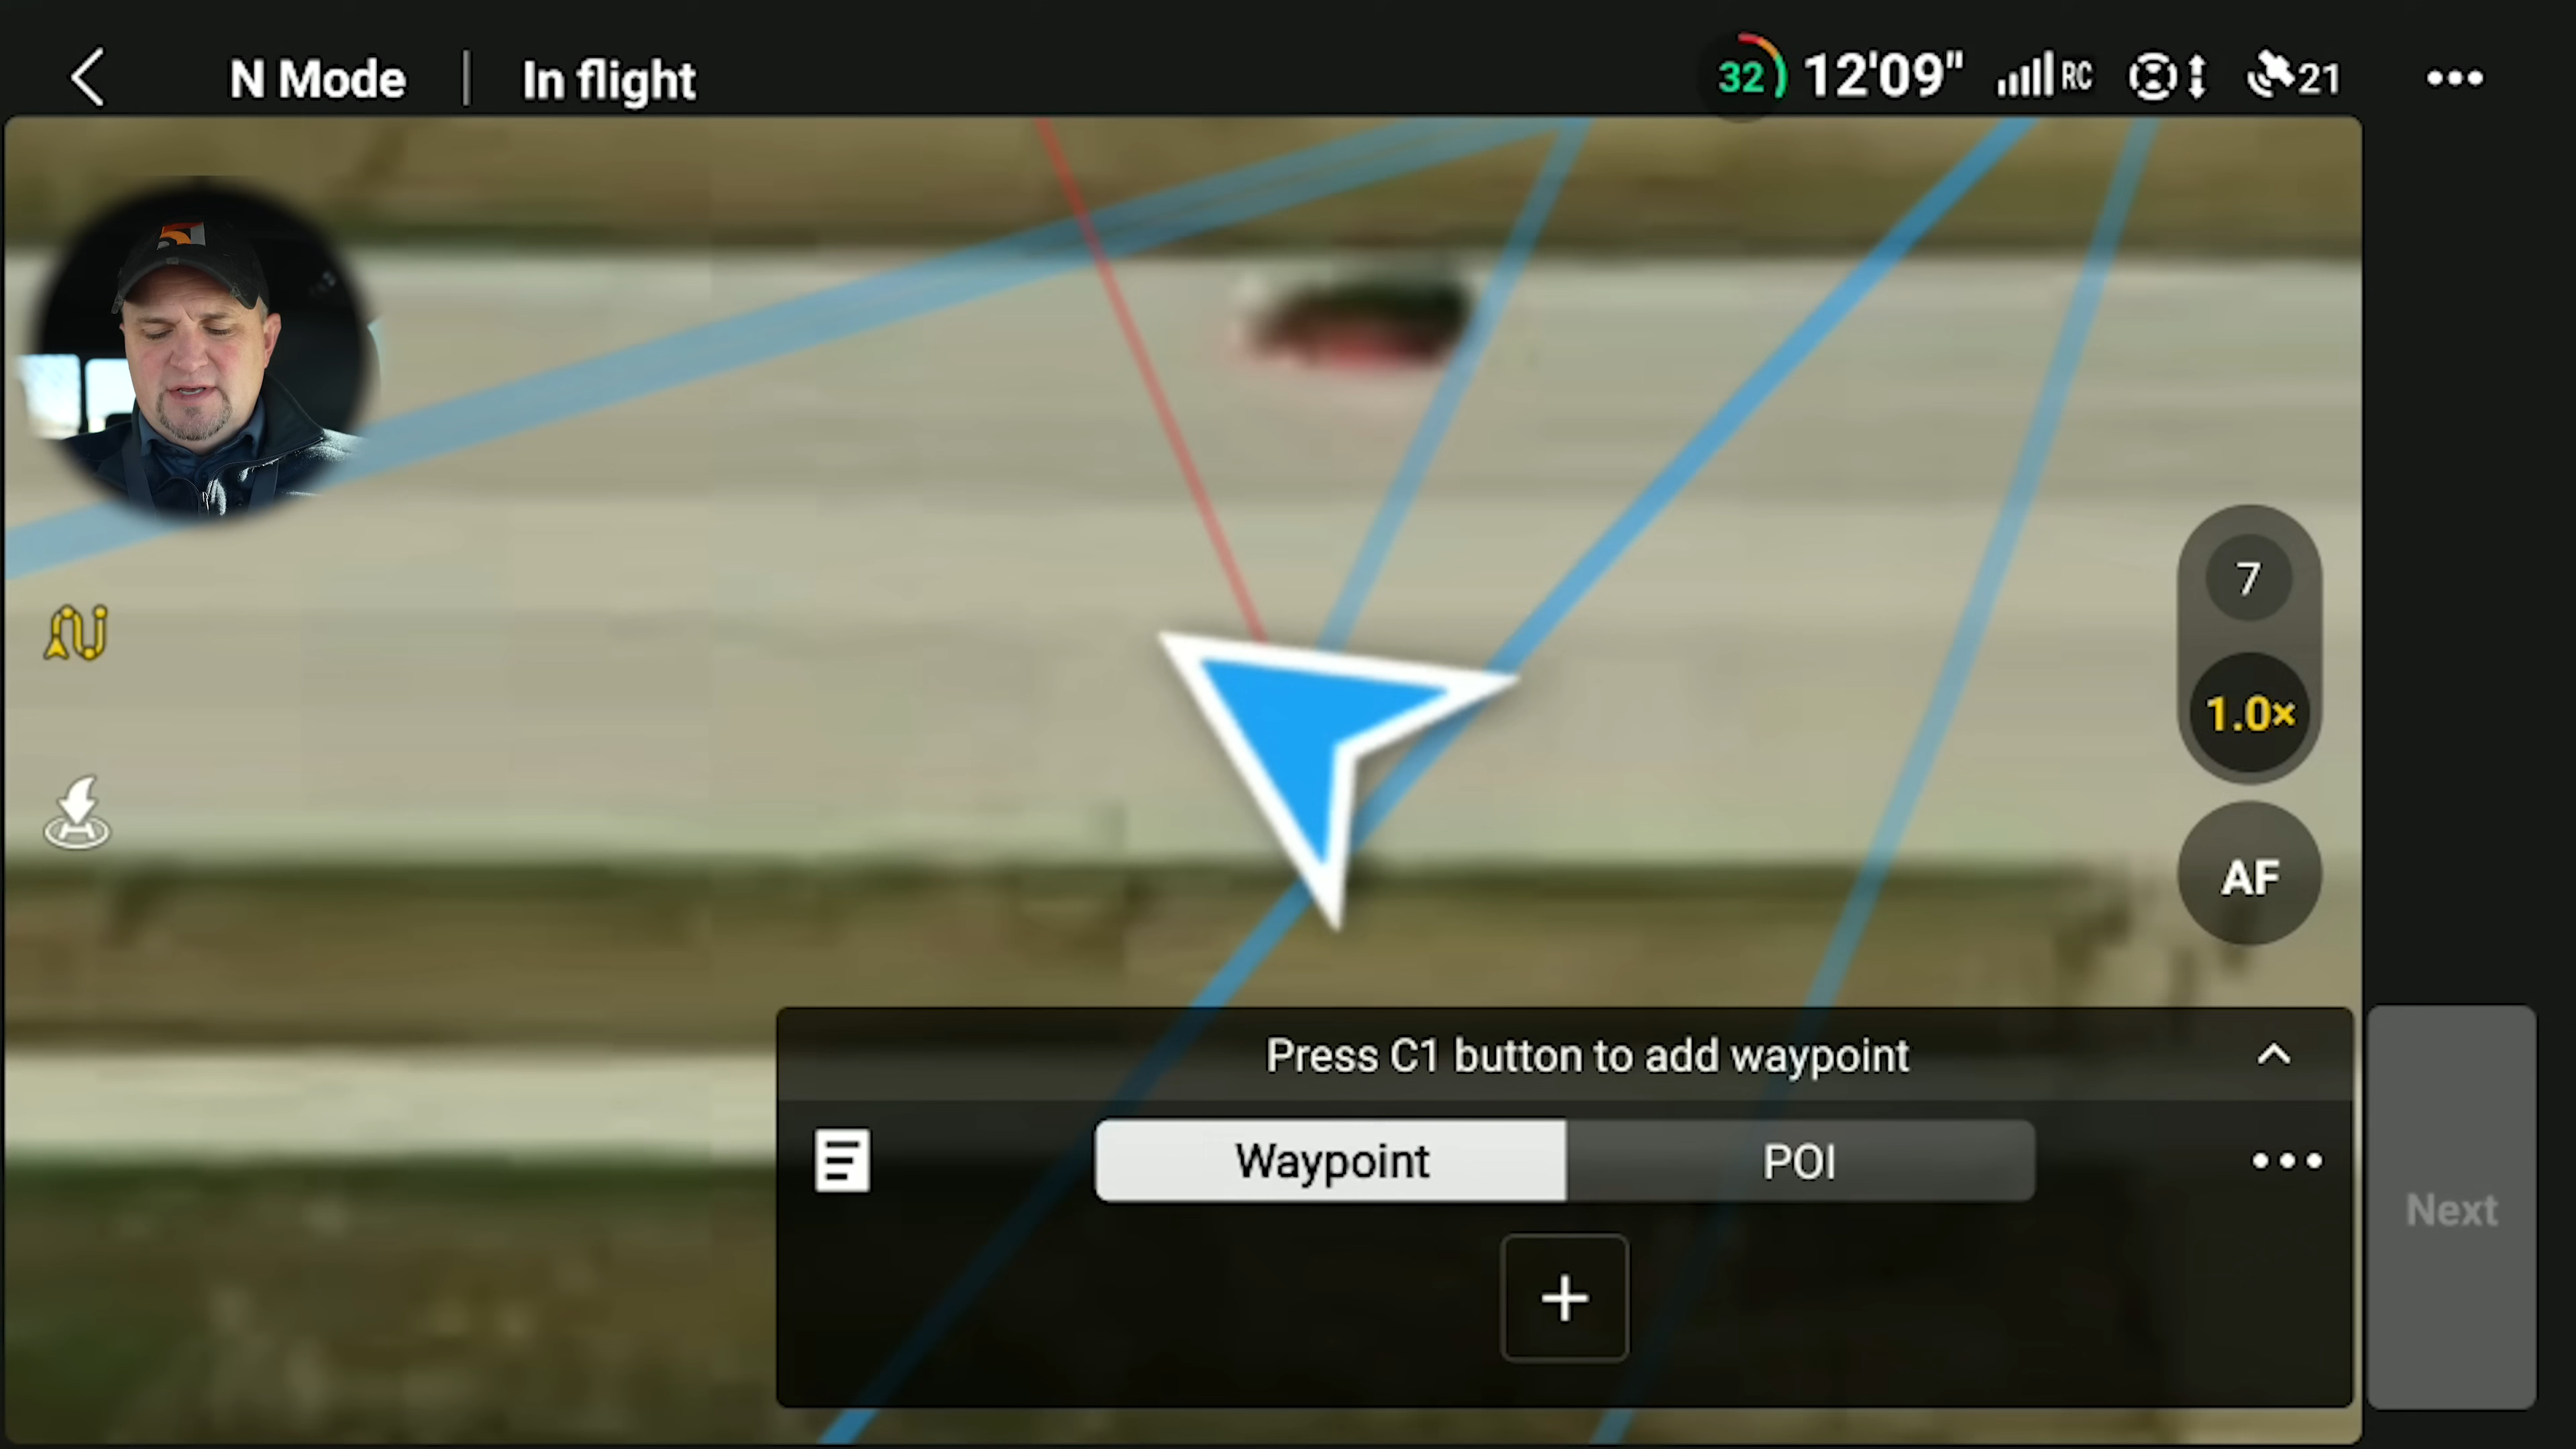 N Mode | In flight
32 12'09" RC 21
7
1.0×
AF
Press C1 button to add waypoint
Waypoint POI
Next